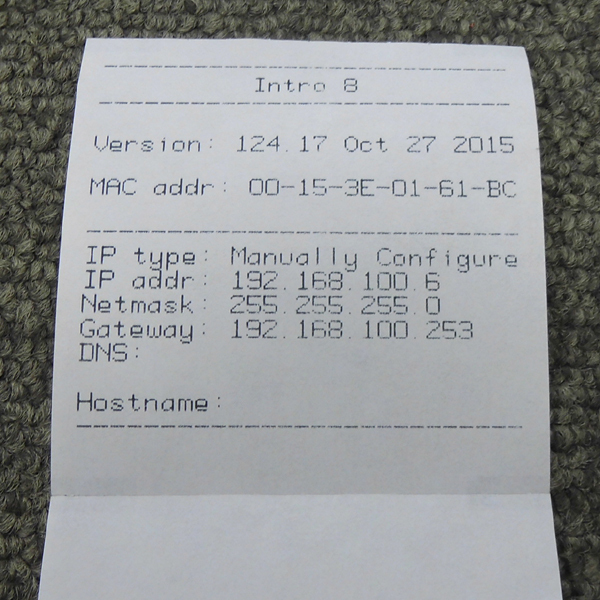 Intro 8
Version: 124.17 Oct 27 2015
MAC addr: 00-15-3E-01-61-BC
IP type: Manually Configure
IP addr: 192.168.100.6
Netmask: 255.255.255.0
Gateway: 192.168.100.253
DNS:
Hostname: